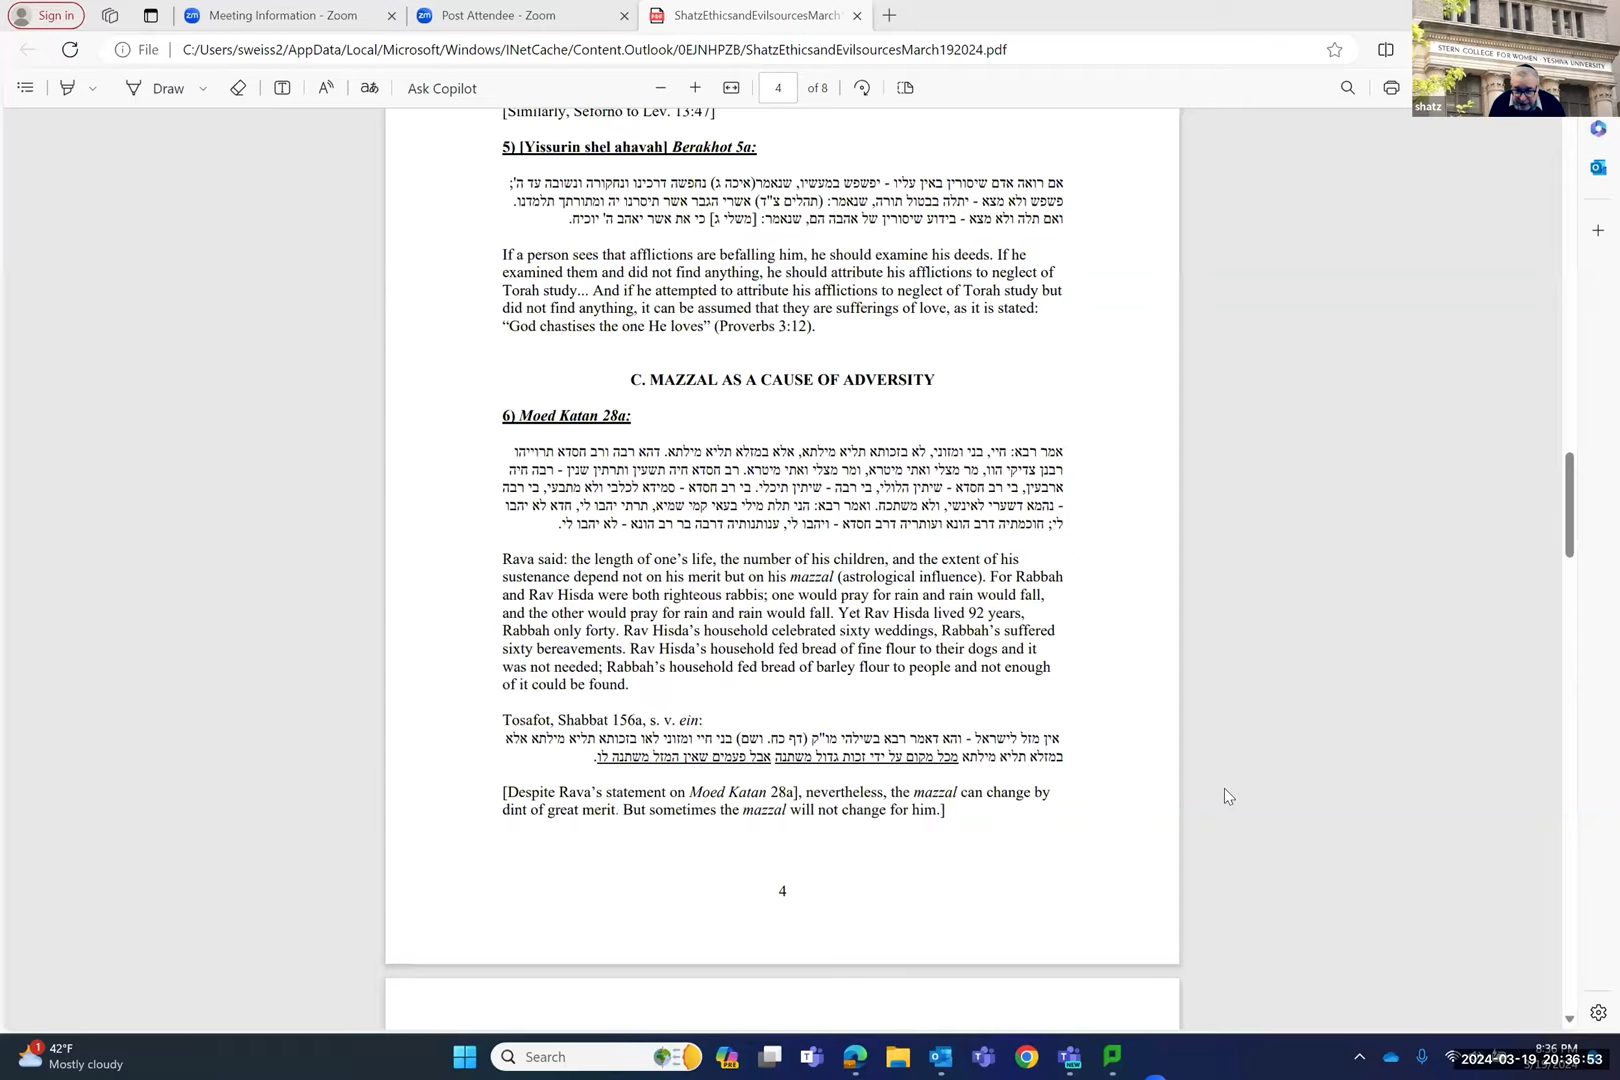 Sign in
Meeting Information - Zoom
Post Attendee - Zoom
ShatzEthicsandEvilsourcesMarch
File
C:/Users/sweiss2/AppData/Local/Microsoft/Windows/INetCache/Content.Outlook/0EJNHPZB/ShatzEthicsandEvilsourcesMarch192024.pdf
STERN COLLEGE FOR WOMEN · YESHIVA UNIVERSITY
shatz
Draw
Ask Copilot
4 of 8
[Similarly, Seforno to Lev. 13:47]
5) [Yissurin shel ahavah] Berakhot 5a:
אם רואה אדם שיסורין באין עליו - יפשפש במעשיו, שנאמר(איכה ג) נחפשה דרכינו ונחקורה ונשובה עד ה';
פשפש ולא מצא - יתלה בבטול תורה, שנאמר: (תהלים צ"ד) אשרי הגבר אשר תיסרנו יה ומתורתך תלמדנו.
ואם תלה ולא מצא - בידוע שיסורין של אהבה הם, שנאמר: [משלי ג] כי את אשר יאהב ה' יוכיח.
If a person sees that afflictions are befalling him, he should examine his deeds. If he
examined them and did not find anything, he should attribute his afflictions to neglect of
Torah study... And if he attempted to attribute his afflictions to neglect of Torah study but
did not find anything, it can be assumed that they are sufferings of love, as it is stated:
“God chastises the one He loves” (Proverbs 3:12).
C. MAZZAL AS A CAUSE OF ADVERSITY
6) Moed Katan 28a:
אמר רבא: חיי, בני ומזוני, לא בזכותא תליא מילתא, אלא במזלא תליא מילתא. דהא רבה ורב חסדא תרוייהו
רבנן צדיקי הוו, מר מצלי ואתי מיטרא, ומר מצלי ואתי מיטרא. רב חסדא חיה תשעין ותרתין שנין - רבה חיה
ארבעין, בי רב חסדא - שיתין הלולי, בי רבה - שיתין תיכלי. בי רב חסדא - סמידא לכלבי ולא מתבעי, בי רבה
- נהמא דשערי לאינשי, ולא משתכח. ואמר רבא: הני תלת מילי בעאי קמי שמיא, תרתי יהבו לי, חדא לא יהבו
לי; חוכמתיה דרב הונא ועותריה דרב חסדא - ויהבו לי, ענותנותיה דרבה בר רב הונא - לא יהבו לי.
Rava said: the length of one’s life, the number of his children, and the extent of his
sustenance depend not on his merit but on his mazzal (astrological influence). For Rabbah
and Rav Hisda were both righteous rabbis; one would pray for rain and rain would fall,
and the other would pray for rain and rain would fall. Yet Rav Hisda lived 92 years,
Rabbah only forty. Rav Hisda’s household celebrated sixty weddings, Rabbah’s suffered
sixty bereavements. Rav Hisda’s household fed bread of fine flour to their dogs and it
was not needed; Rabbah’s household fed bread of barley flour to people and not enough
of it could be found.
Tosafot, Shabbat 156a, s. v. ein:
אין מזל לישראל - והא דאמר רבא בשילהי מו"ק (דף כח. ושם) בני חיי ומזוני לאו בזכותא תליא מילתא אלא
במזלא תליא מילתא מכל מקום על ידי זכות גדול משתנה אבל פעמים שאין המזל משתנה לו.
[Despite Rava’s statement on Moed Katan 28a], nevertheless, the mazzal can change by
dint of great merit. But sometimes the mazzal will not change for him.]
4
1
42°F
Mostly cloudy
Search
PRE
NEW
8:36 PM
2024-03-19 20:36:53